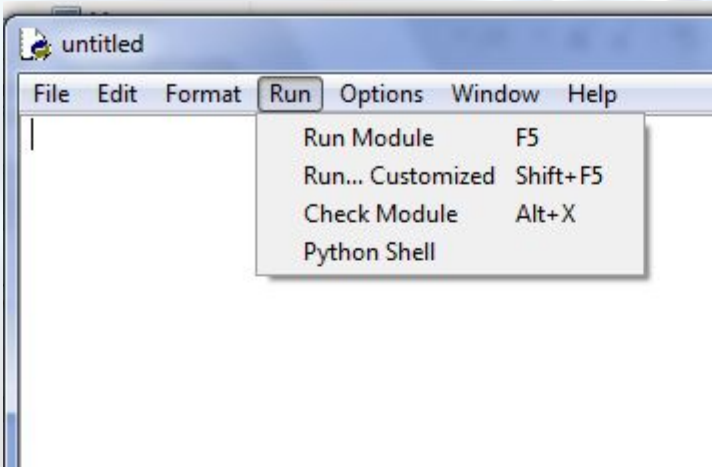 untitled
File Edit Format Run Options Window Help
Run Module F5
Run... Customized Shift+F5
Check Module Alt+X
Python Shell